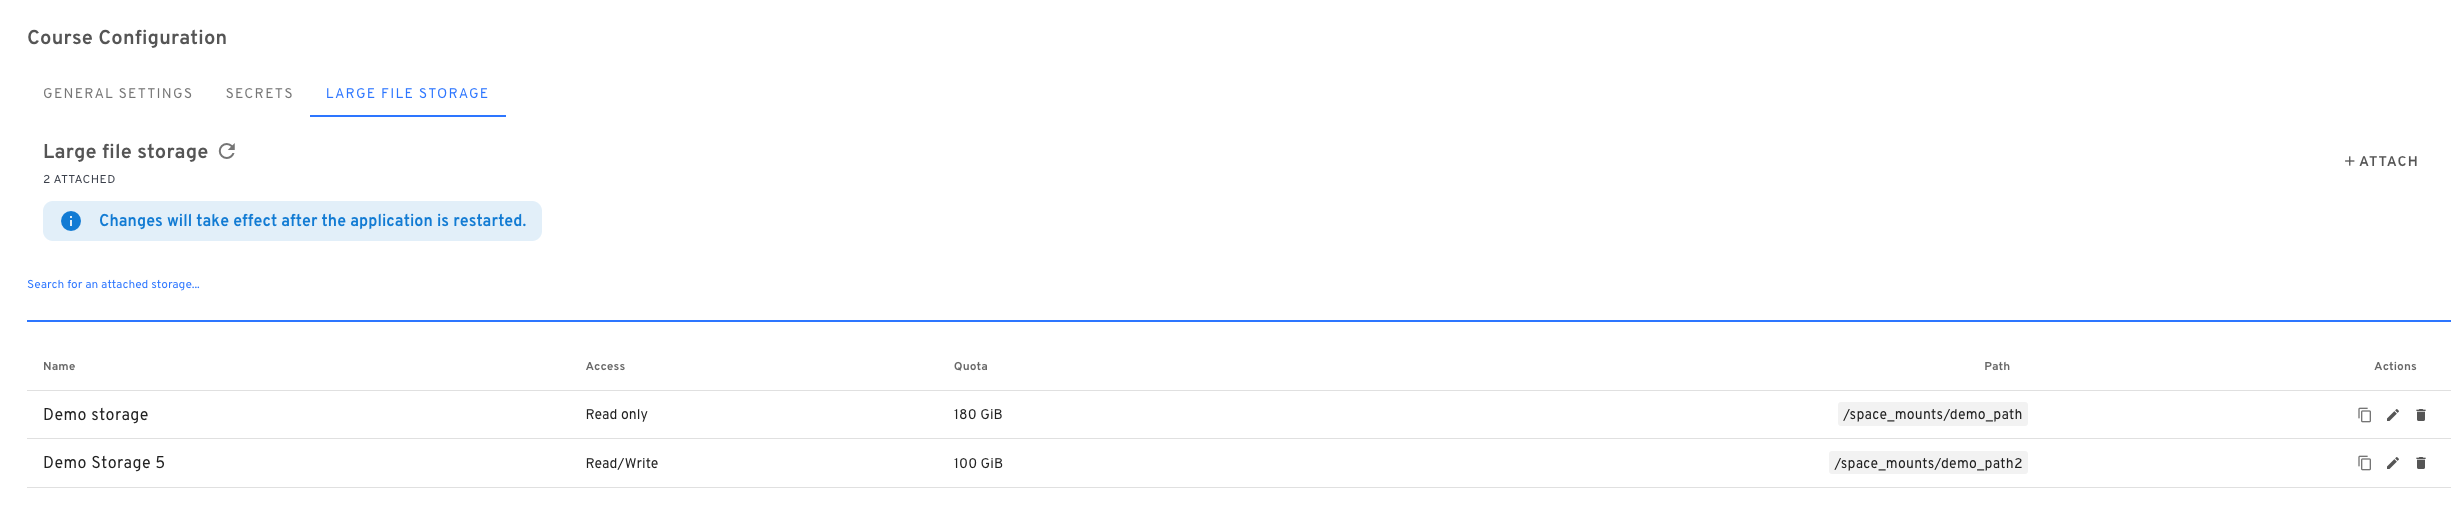 Course Configuration
GENERAL SETTINGS SECRETS LARGE FILE STORAGE
Large file storage
+ ATTACH
2 ATTACHED
Changes will take effect after the application is restarted.
Search for an attached storage...
Name Access Quota Path Actions
Demo storage Read only 180 GiB /space_mounts/demo_path
Demo Storage 5 Read/Write 100 GiB /space_mounts/demo_path2